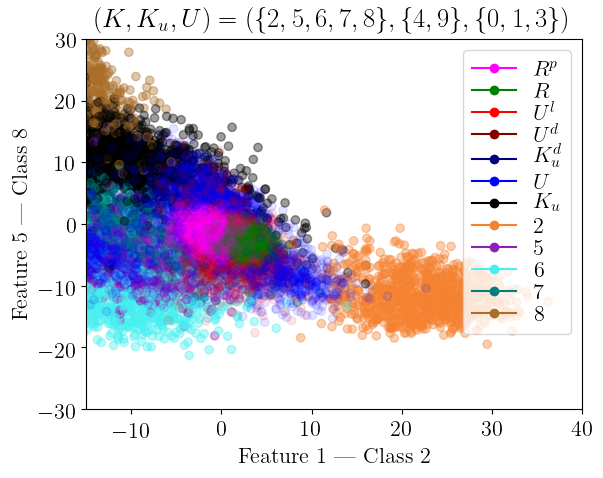 (K, K_u, U) = ({2, 5, 6, 7, 8}, {4, 9}, {0, 1, 3})
30
20
10
0
−10
−20
−30
Feature 5 — Class 8
R^p
R
U^l
U^d
K_u^d
U
K_u
2
5
6
7
8
−10
0
10
20
30
40
Feature 1 — Class 2